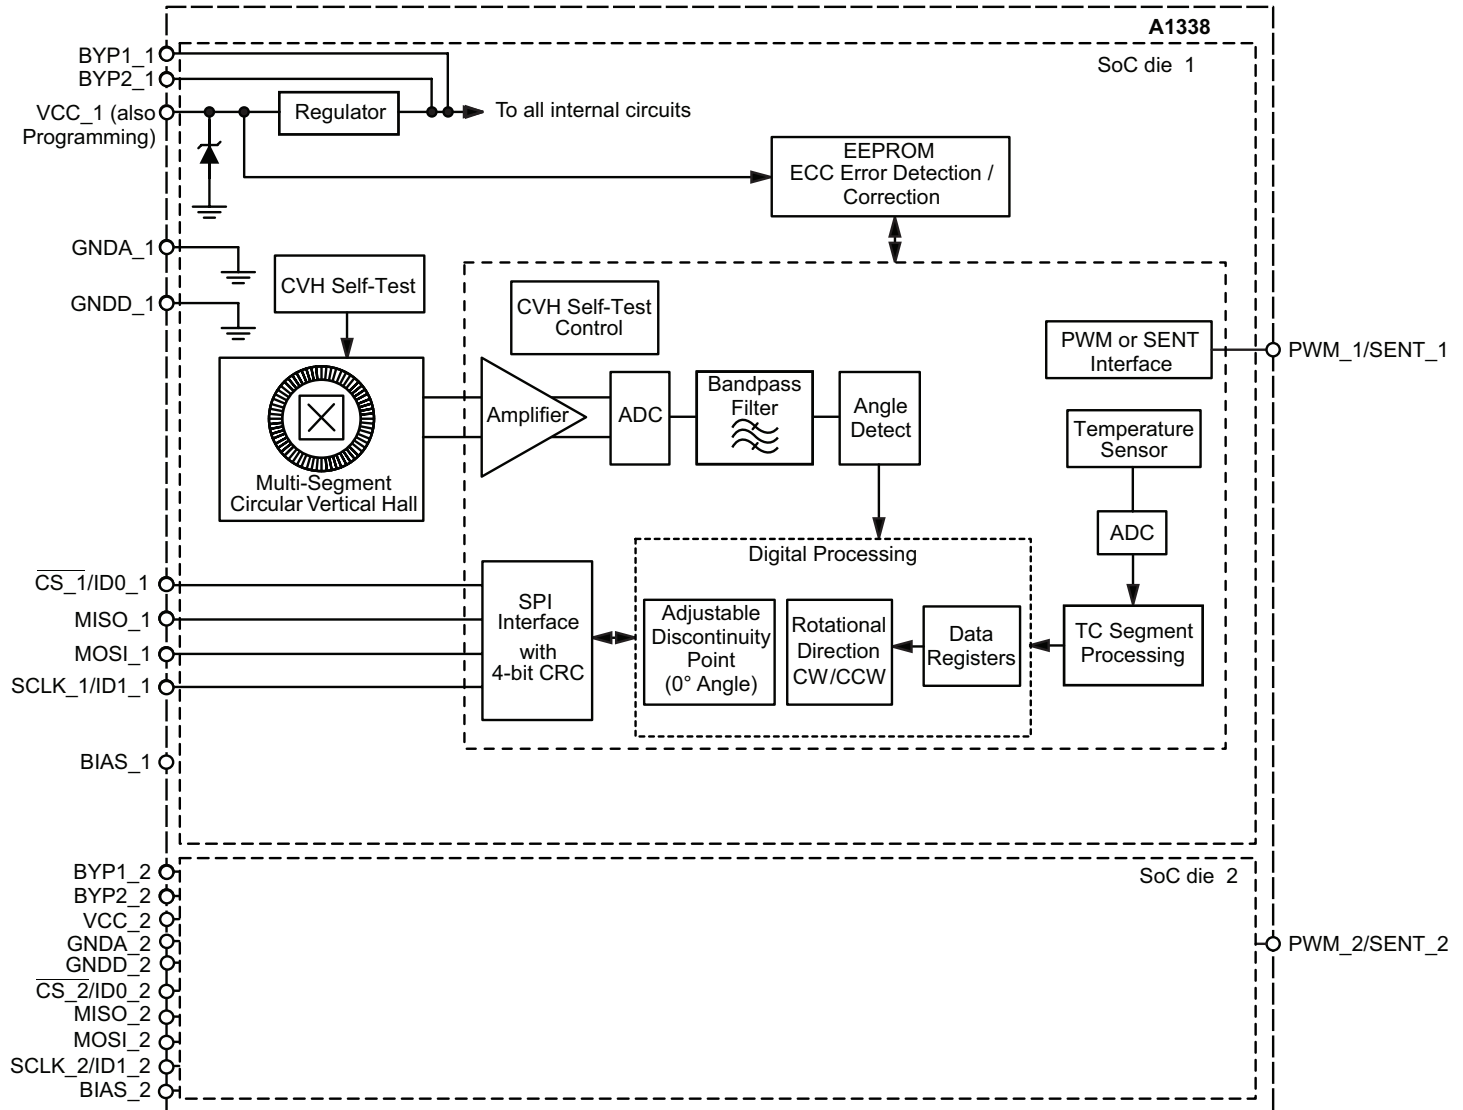 A1338
SoC die 1
BYP1_1
BYP2_1
VCC_1 (also
Programming)
Regulator
To all internal circuits
EEPROM
ECC Error Detection /
Correction
GNDA_1
GNDD_1
CVH Self-Test
CVH Self-Test
Control
PWM or SENT
Interface
PWM_1/SENT_1
Multi-Segment
Circular Vertical Hall
Amplifier
ADC
Bandpass
Filter
Angle
Detect
Temperature
Sensor
ADC
TC Segment
Processing
Digital Processing
Adjustable
Discontinuity
Point
(0° Angle)
Rotational
Direction
CW/CCW
Data
Registers
SPI
Interface
with
4-bit CRC
CS_1/ID0_1
MISO_1
MOSI_1
SCLK_1/ID1_1
BIAS_1
SoC die 2
BYP1_2
BYP2_2
VCC_2
GNDA_2
GNDD_2
CS_2/ID0_2
MISO_2
MOSI_2
SCLK_2/ID1_2
BIAS_2
PWM_2/SENT_2